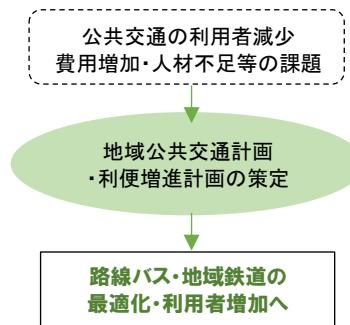 公共交通の利用者減少
費用増加・人材不足等の課題
地域公共交通計画
・利便増進計画の策定
路線バス・地域鉄道の
最適化・利用者増加へ